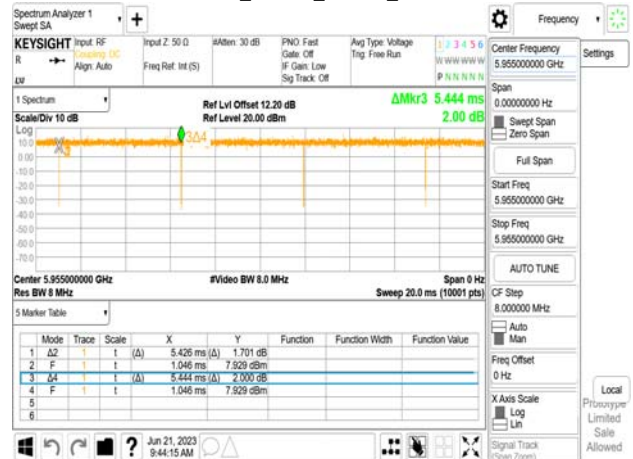 Spectrum Analyzer 1
Swept SA
Frequency
KEYSIGHT
Input: RF
Coupling: DC
Align: Auto
Input Z: 50 Ω
Freq Ref: Int (S)
#Atten: 30 dB
PNO: Fast
Gate: Off
IF Gain: Low
Sig Track: Off
Avg Type: Voltage
Trig: Free Run
1 2 3 4 5 6
W W W W W W
P N N N N N
R
LVI
1 Spectrum
Scale/Div 10 dB
Ref Lvl Offset 12.20 dB
Ref Level 20.00 dBm
ΔMkr3 5.444 ms
2.00 dB
Log
10.0
0.00
-10.0
-20.0
-30.0
-40.0
-50.0
-60.0
-70.0
3Δ4
Center 5.955000000 GHz
Res BW 8 MHz
#Video BW 8.0 MHz
Span 0 Hz
Sweep 20.0 ms (10001 pts)
5 Marker Table
Mode Trace Scale X Y Function Function Width Function Value
1 Δ2 1 t (Δ) 5.426 ms (Δ) 1.701 dB
2 F 1 t 1.046 ms 7.929 dBm
3 Δ4 1 t (Δ) 5.444 ms (Δ) 2.000 dB
4 F 1 t 1.046 ms 7.929 dBm
5
6
Jun 21, 2023
9:44:15 AM
Center Frequency
5.955000000 GHz
Span
0.00000000 Hz
Swept Span
Zero Span
Full Span
Start Freq
5.955000000 GHz
Stop Freq
5.955000000 GHz
AUTO TUNE
CF Step
8.000000 MHz
Auto
Man
Freq Offset
0 Hz
X Axis Scale
Log
Lin
Signal Track
(Span Zoom)
Settings
Local
Prototype
Limited
Sale
Allowed